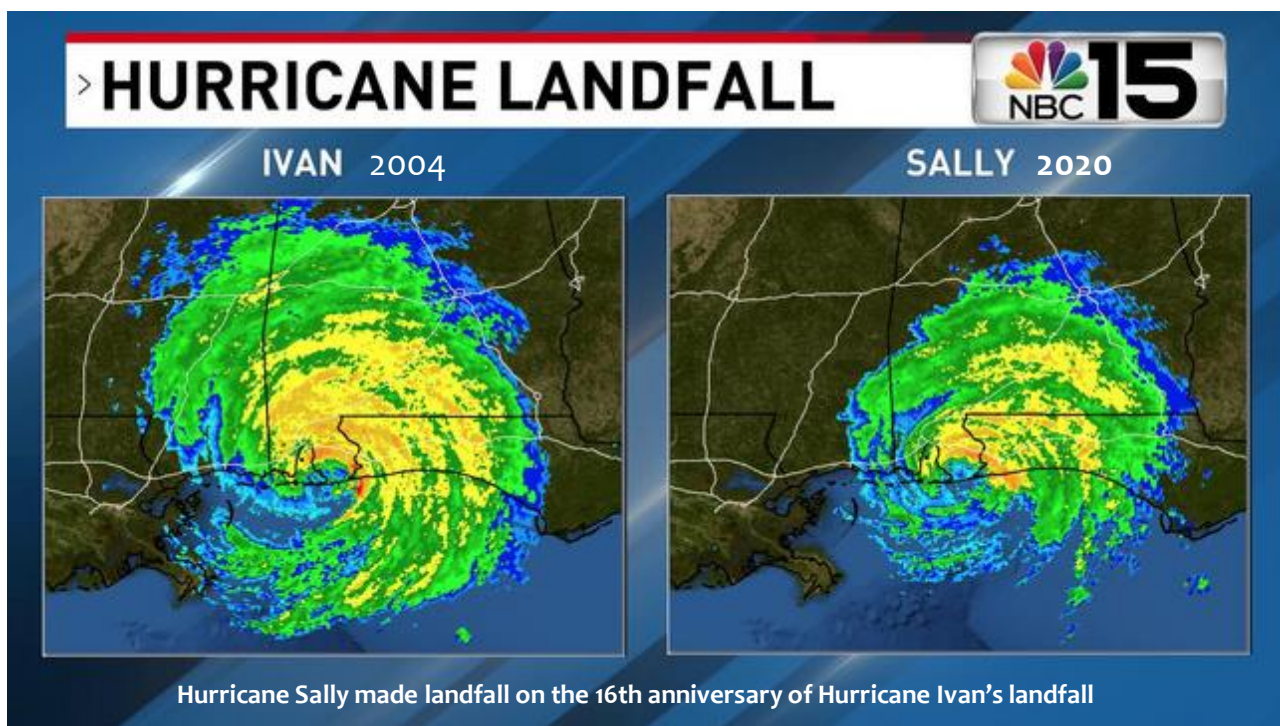 > HURRICANE LANDFALL
NBC 15
IVAN 2004
SALLY 2020
Hurricane Sally made landfall on the 16th anniversary of Hurricane Ivan’s landfall